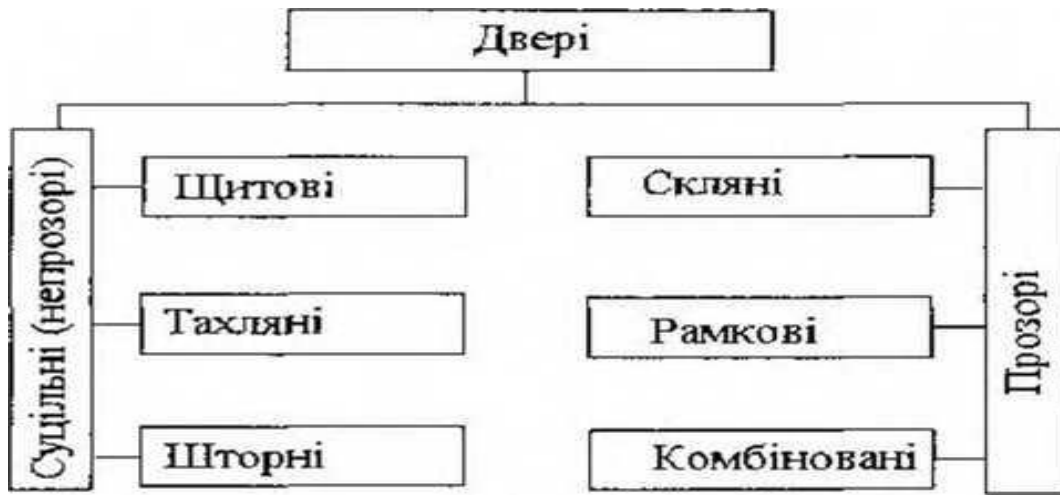 Двері
Суцільні (непрозорі)
Щитові
Тахляні
Шторні
Скляні
Рамкові
Комбіновані
Прозорі